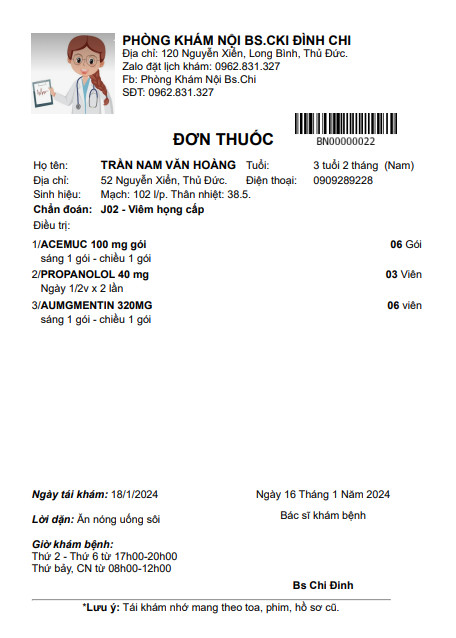 PHÒNG KHÁM NỘI BS.CKI ĐÌNH CHI
Địa chỉ: 120 Nguyễn Xiển, Long Bình, Thủ Đức.
Zalo đặt lịch khám: 0962.831.327
Fb: Phòng Khám Nội Bs.Chi
SĐT: 0962.831.327
BN00000022
ĐƠN THUỐC
Họ tên: TRẦN NAM VĂN HOÀNG Tuổi: 3 tuổi 2 tháng (Nam)
Địa chỉ: 52 Nguyễn Xiển, Thủ Đức. Điện thoại: 0909289228
Sinh hiệu: Mạch: 102 l/p. Thân nhiệt: 38.5.
Chẩn đoán: J02 - Viêm họng cấp
Điều trị:
1/ACEMUC 100 mg gói 06 Gói
sáng 1 gói - chiều 1 gói
2/PROPANOLOL 40 mg 03 Viên
Ngày 1/2v x 2 lần
3/AUMGMENTIN 320MG 06 viên
sáng 1 gói - chiều 1 gói
Ngày tái khám: 18/1/2024 Ngày 16 Tháng 1 Năm 2024
Lời dặn: Ăn nóng uống sôi Bác sĩ khám bệnh
Giờ khám bệnh:
Thứ 2 - Thứ 6 từ 17h00-20h00
Thứ bảy, CN từ 08h00-12h00
Bs Chi Đinh
*Lưu ý: Tái khám nhớ mang theo toa, phim, hồ sơ cũ.